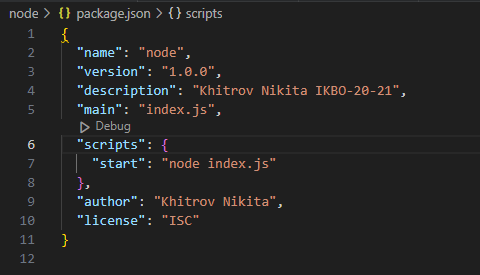 node > package.json > scripts
1 {
2 "name": "node",
3 "version": "1.0.0",
4 "description": "Khitrov Nikita IKBO-20-21",
5 "main": "index.js",
Debug
6 "scripts": {
7 "start": "node index.js"
8 },
9 "author": "Khitrov Nikita",
10 "license": "ISC"
11 }
12